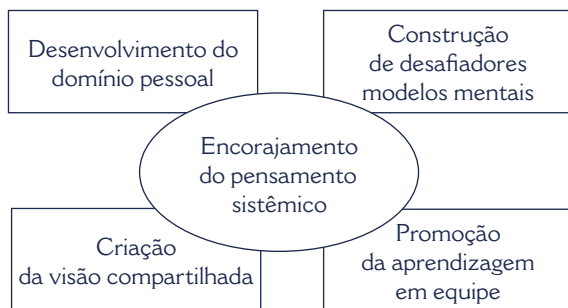 Desenvolvimento do
domínio pessoal
Construção
de desafiadores
modelos mentais
Encorajamento
do pensamento
sistêmico
Criação
da visão compartilhada
Promoção
da aprendizagem
em equipe